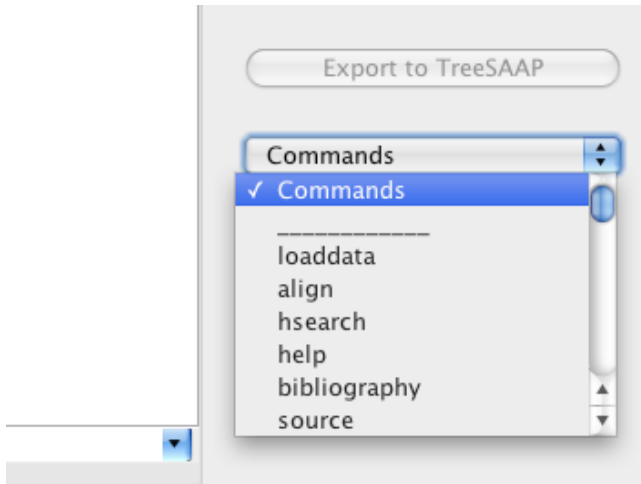 Export to TreeSAAP
Commands
✓ Commands
____________
loaddata
align
hsearch
help
bibliography
source